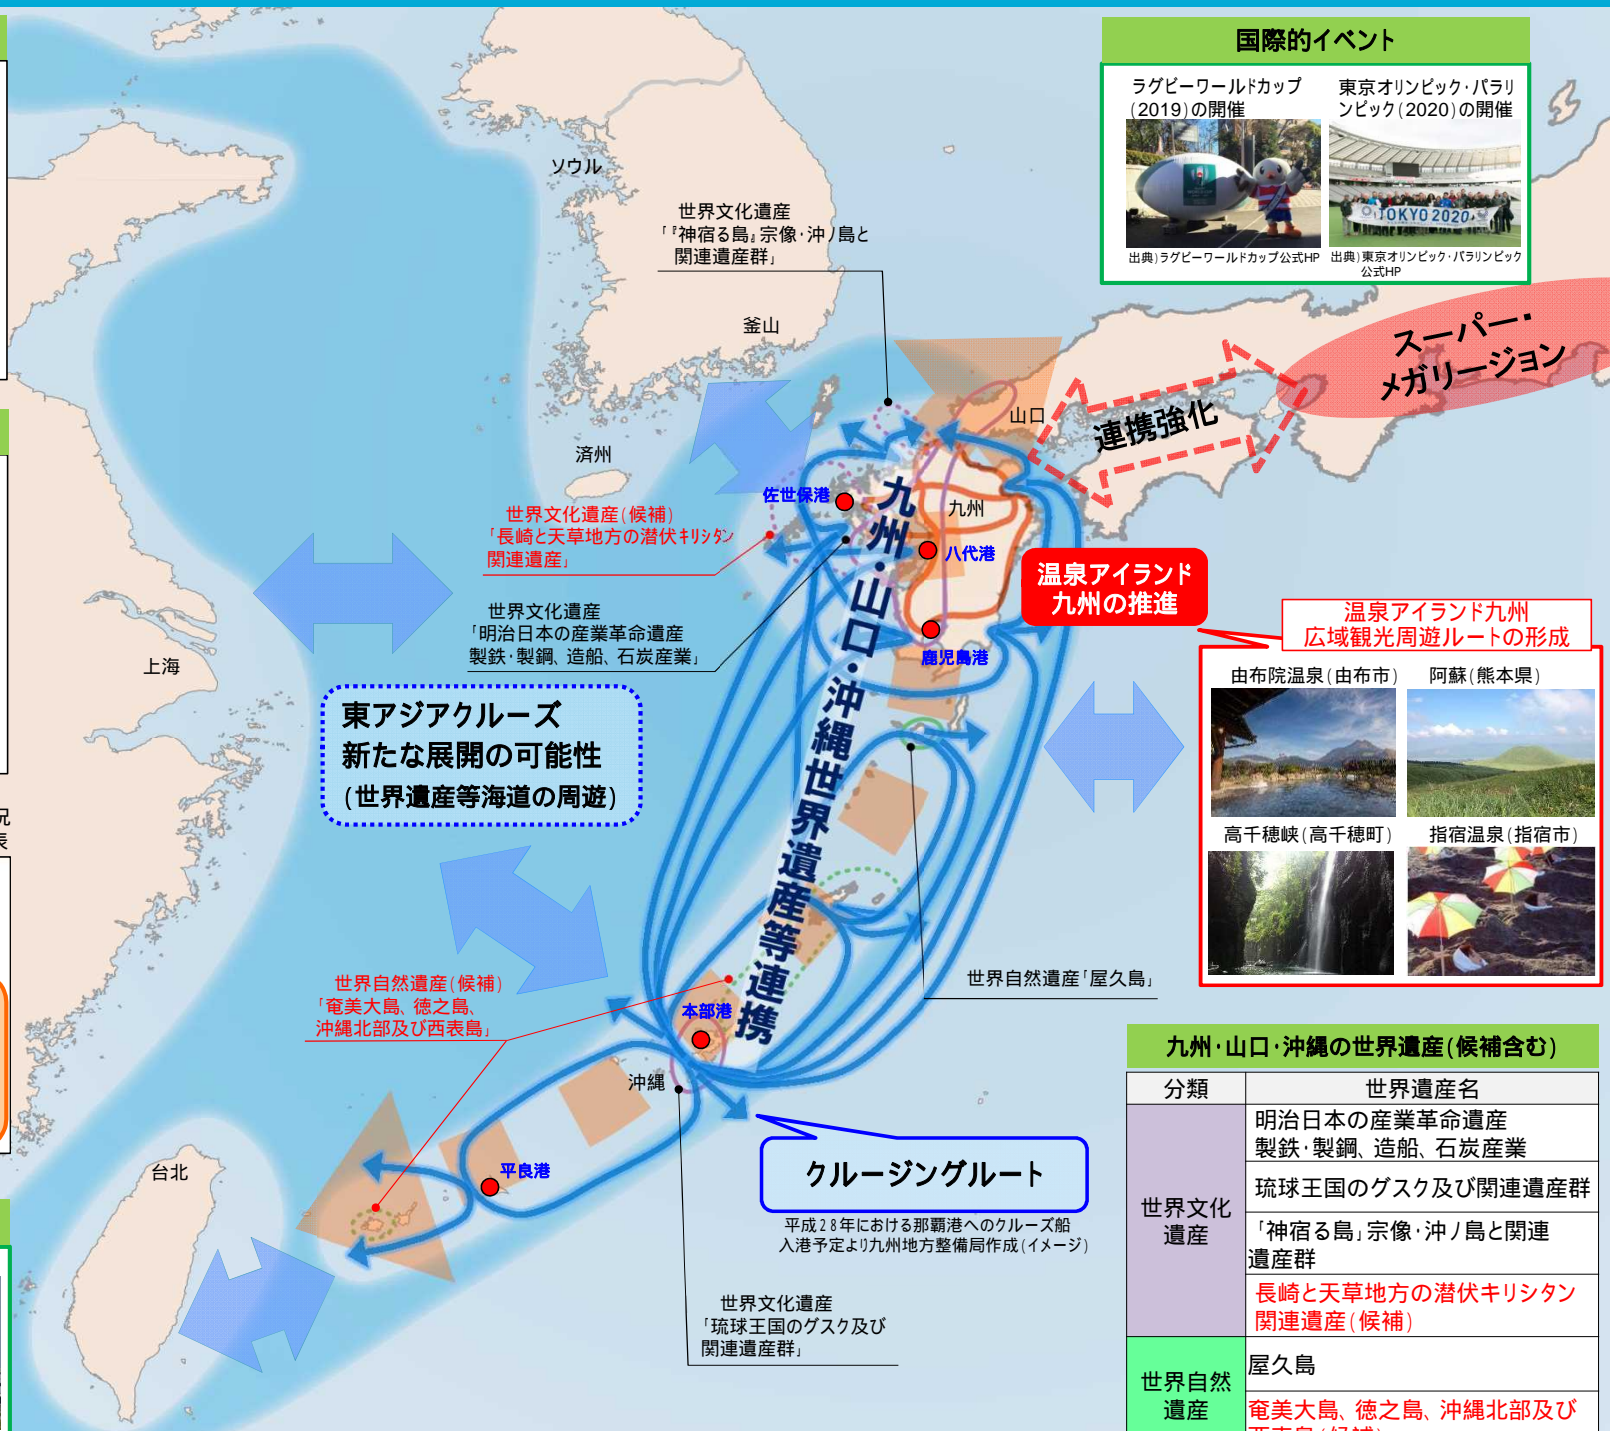 国際的イベント
ラグビーワールドカップ
(2019)の開催
東京オリンピック・パラリ
ンピック(2020)の開催
TOKYO 2020
出典)ラグビーワールドカップ公式HP
出典)東京オリンピック・パラリンピック
公式HP
ソウル
世界文化遺産
「『神宿る島』宗像・沖ノ島と
関連遺産群」
釜山
スーパー・
メガリージョン
山口
連携強化
済州
佐世保港
九州
世界文化遺産(候補)
「長崎と天草地方の潜伏キリシタン
関連遺産」
八代港
温泉アイランド
九州の推進
世界文化遺産
「明治日本の産業革命遺産
製鉄・製鋼、造船、石炭産業」
鹿児島港
上海
九州・山口・沖縄世界遺産等連携
温泉アイランド九州
広域観光周遊ルートの形成
由布院温泉(由布市)
阿蘇(熊本県)
高千穂峡(高千穂町)
指宿温泉(指宿市)
東アジアクルーズ
新たな展開の可能性
(世界遺産等海道の周遊)
況
表
世界自然遺産(候補)
「奄美大島、徳之島、
沖縄北部及び西表島」
世界自然遺産「屋久島」
本部港
沖縄
台北
平良港
クルージングルート
平成28年における那覇港へのクルーズ船
入港予定より九州地方整備局作成(イメージ)
世界文化遺産
「琉球王国のグスク及び
関連遺産群」
九州・山口・沖縄の世界遺産(候補含む)
分類
世界遺産名
世界文化
遺産
明治日本の産業革命遺産
製鉄・製鋼、造船、石炭産業
琉球王国のグスク及び関連遺産群
「神宿る島」宗像・沖ノ島と関連
遺産群
長崎と天草地方の潜伏キリシタン
関連遺産(候補)
世界自然
遺産
屋久島
奄美大島、徳之島、沖縄北部及び